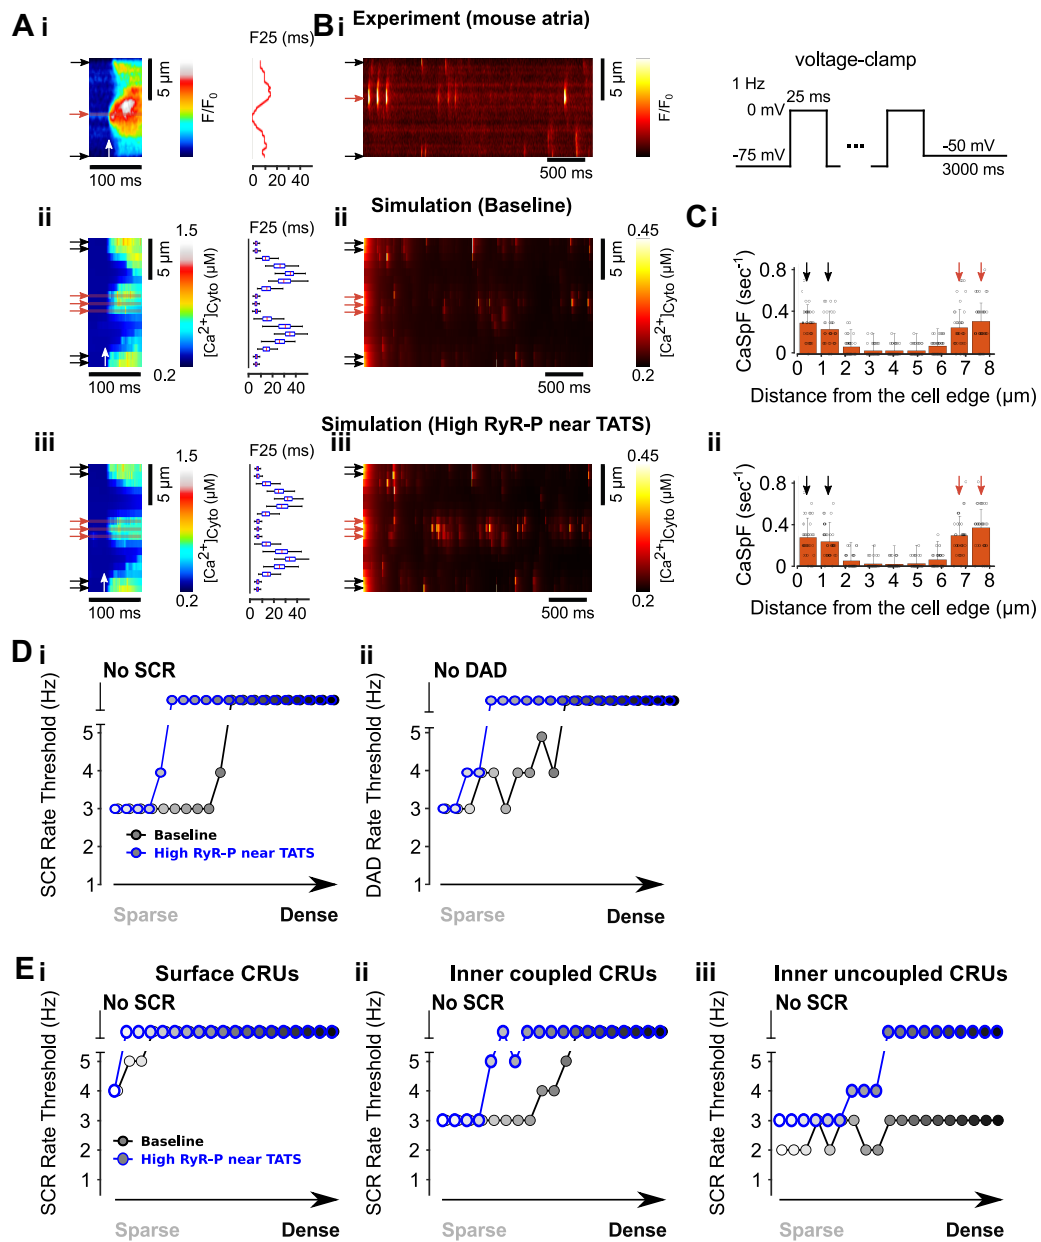 A i
F25 (ms)
5 µm
F/F0
100 ms
0 20 40
B i
Experiment (mouse atria)
F/F0
500 ms
voltage-clamp
1 Hz
0 mV
25 ms
-75 mV
-50 mV
3000 ms
ii
1.5
F25 (ms)
5 µm
[Ca2+]Cyto (µM)
100 ms
0.2
0 20 40
ii
Simulation (Baseline)
0.45
5 µm
[Ca2+]Cyto (µM)
500 ms
0.2
C i
CaSpF (sec-1)
0.8
0.4
0
0 1 2 3 4 5 6 7 8
Distance from the cell edge (µm)
iii
1.5
F25 (ms)
5 µm
[Ca2+]Cyto (µM)
100 ms
0.2
0 20 40
Simulation (High RyR-P near TATS)
iii
0.45
5 µm
[Ca2+]Cyto (µM)
500 ms
0.2
ii
CaSpF (sec-1)
0.8
0.4
0
0 1 2 3 4 5 6 7 8
Distance from the cell edge (µm)
D i
No SCR
SCR Rate Threshold (Hz)
5
4
3
2
1
Baseline
High RyR-P near TATS
Sparse
Dense
ii
No DAD
DAD Rate Threshold (Hz)
5
4
3
2
1
Sparse
Dense
E i
Surface CRUs
No SCR
SCR Rate Threshold (Hz)
5
4
3
2
1
Baseline
High RyR-P near TATS
Sparse
Dense
ii
Inner coupled CRUs
No SCR
SCR Rate Threshold (Hz)
5
4
3
2
1
Sparse
Dense
iii
Inner uncoupled CRUs
No SCR
SCR Rate Threshold (Hz)
5
4
3
2
1
Sparse
Dense